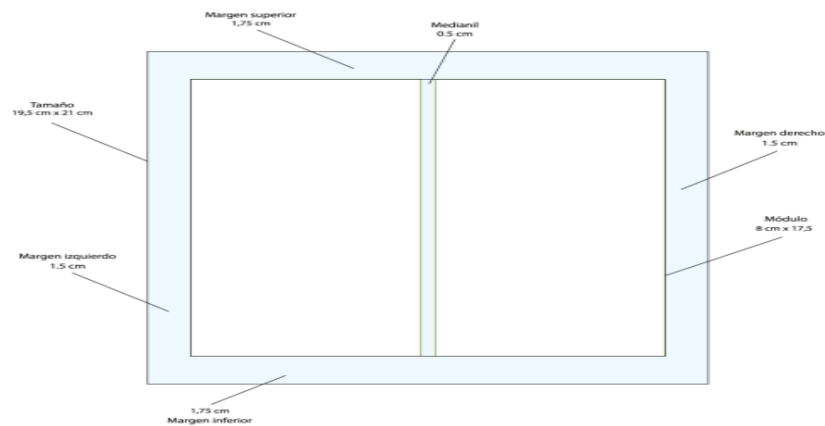 Margen superior
1,75 cm
Medianil
0.5 cm
Tamaño
19,5 cm x 21 cm
Margen derecho
1.5 cm
Módulo
8 cm x 17,5
Margen izquierdo
1.5 cm
1,75 cm
Margen inferior